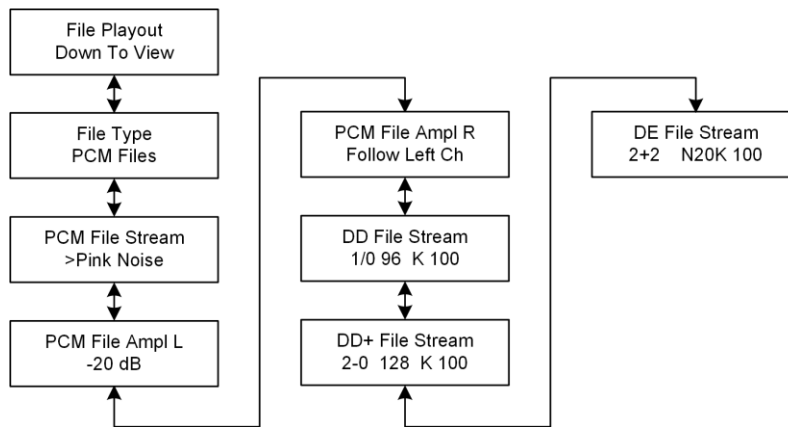 File Playout
Down To View
File Type
PCM Files
PCM File Stream
>Pink Noise
PCM File Ampl L
-20 dB
PCM File Ampl R
Follow Left Ch
DD File Stream
1/0 96 K 100
DD+ File Stream
2-0 128 K 100
DE File Stream
2+2 N20K 100